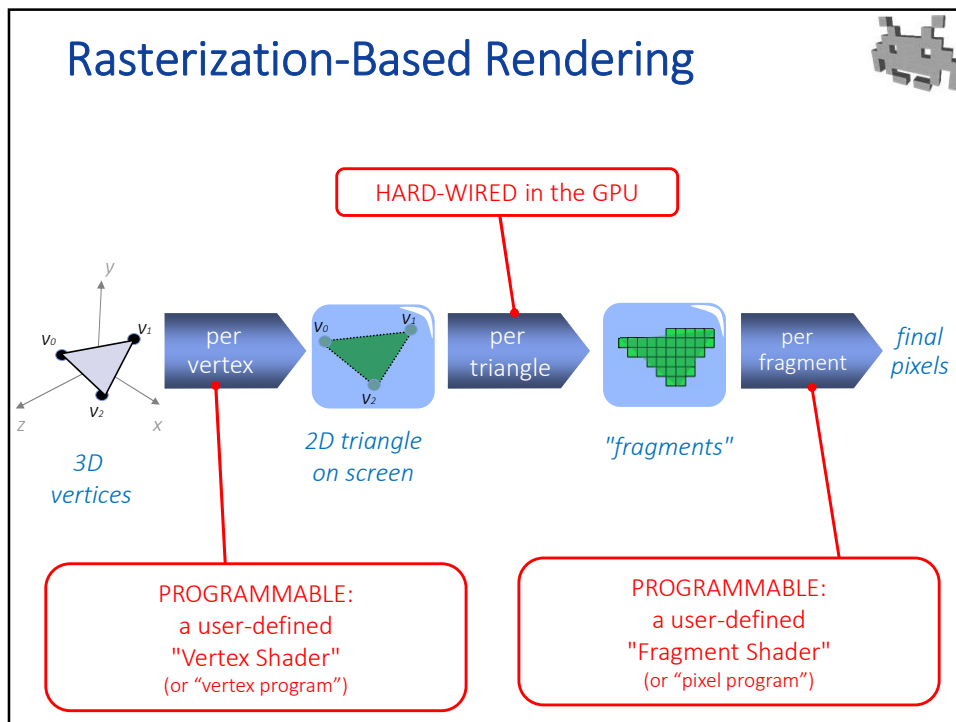 Rasterization-Based Rendering
HARD-WIRED in the GPU
y
v0
v1
v2
z
x
3D
vertices
per
vertex
v0
v1
v2
2D triangle
on screen
per
triangle
"fragments"
per
fragment
final
pixels
PROGRAMMABLE:
a user-defined
"Vertex Shader"
(or “vertex program”)
PROGRAMMABLE:
a user-defined
"Fragment Shader"
(or “pixel program”)